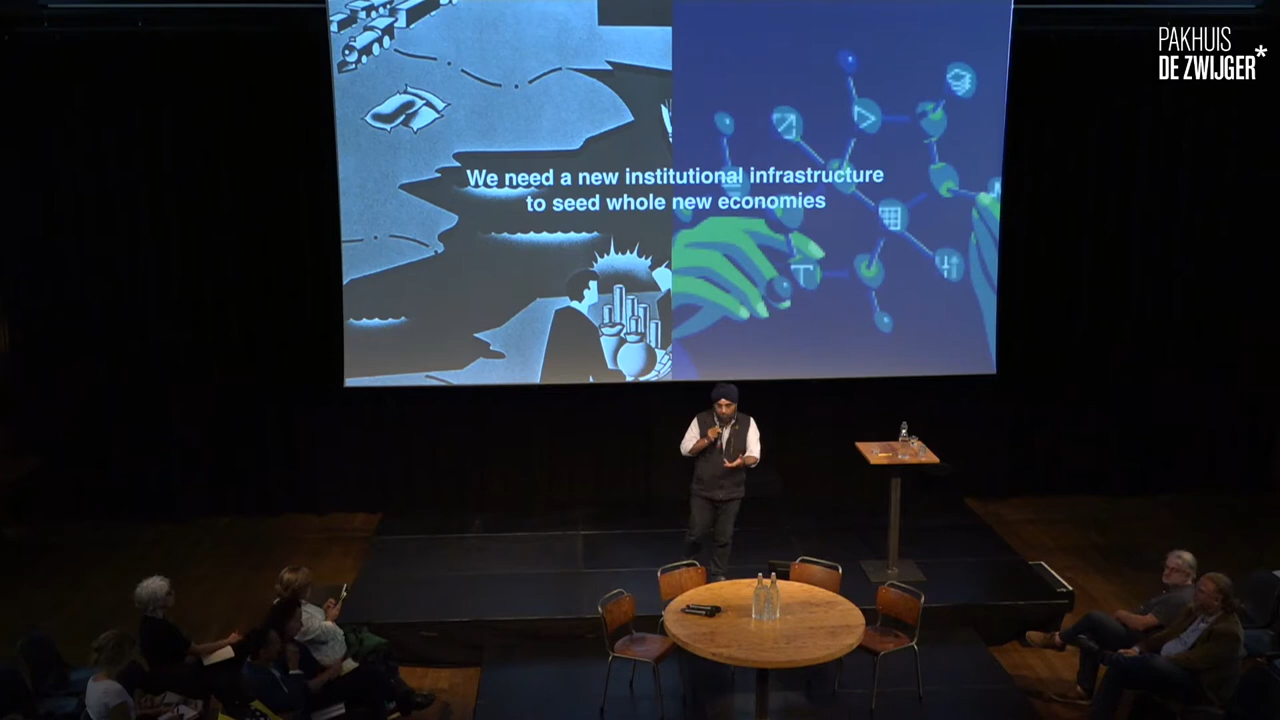 PAKHUIS
DE ZWIJGER*
We need a new institutional infrastructure
to seed whole new economies